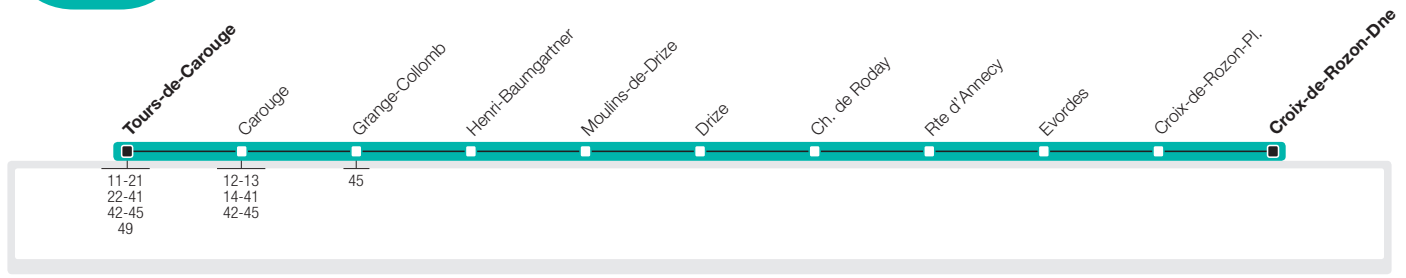 Tours-de-Carouge
Carouge
Grange-Collomb
Henri-Baumgartner
Moulins-de-Drize
Drize
Ch. de Roday
Rte d'Annecy
Evordes
Croix-de-Rozon-Pl.
Croix-de-Rozon-Dne
11-21
22-41
42-45
49
12-13
14-41
42-45
45